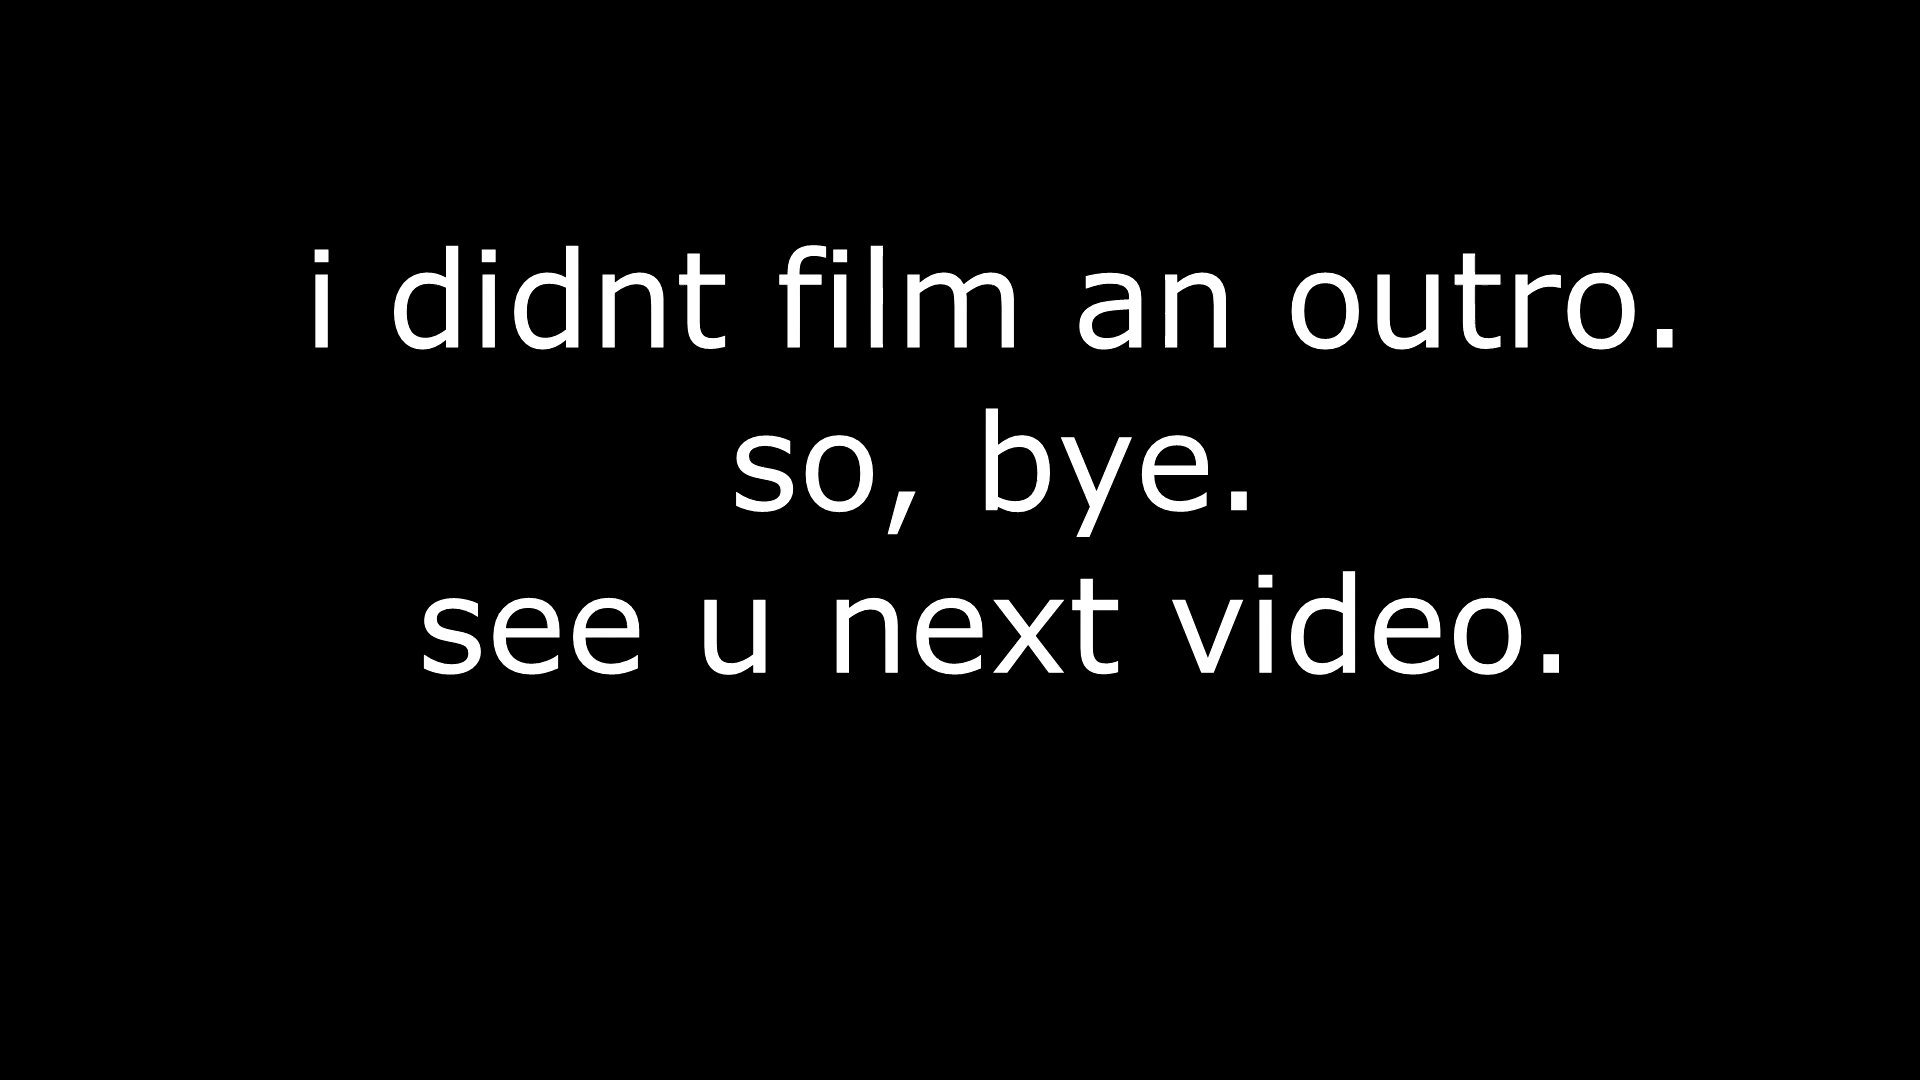 i didnt film an outro.
so, bye.
see u next video.